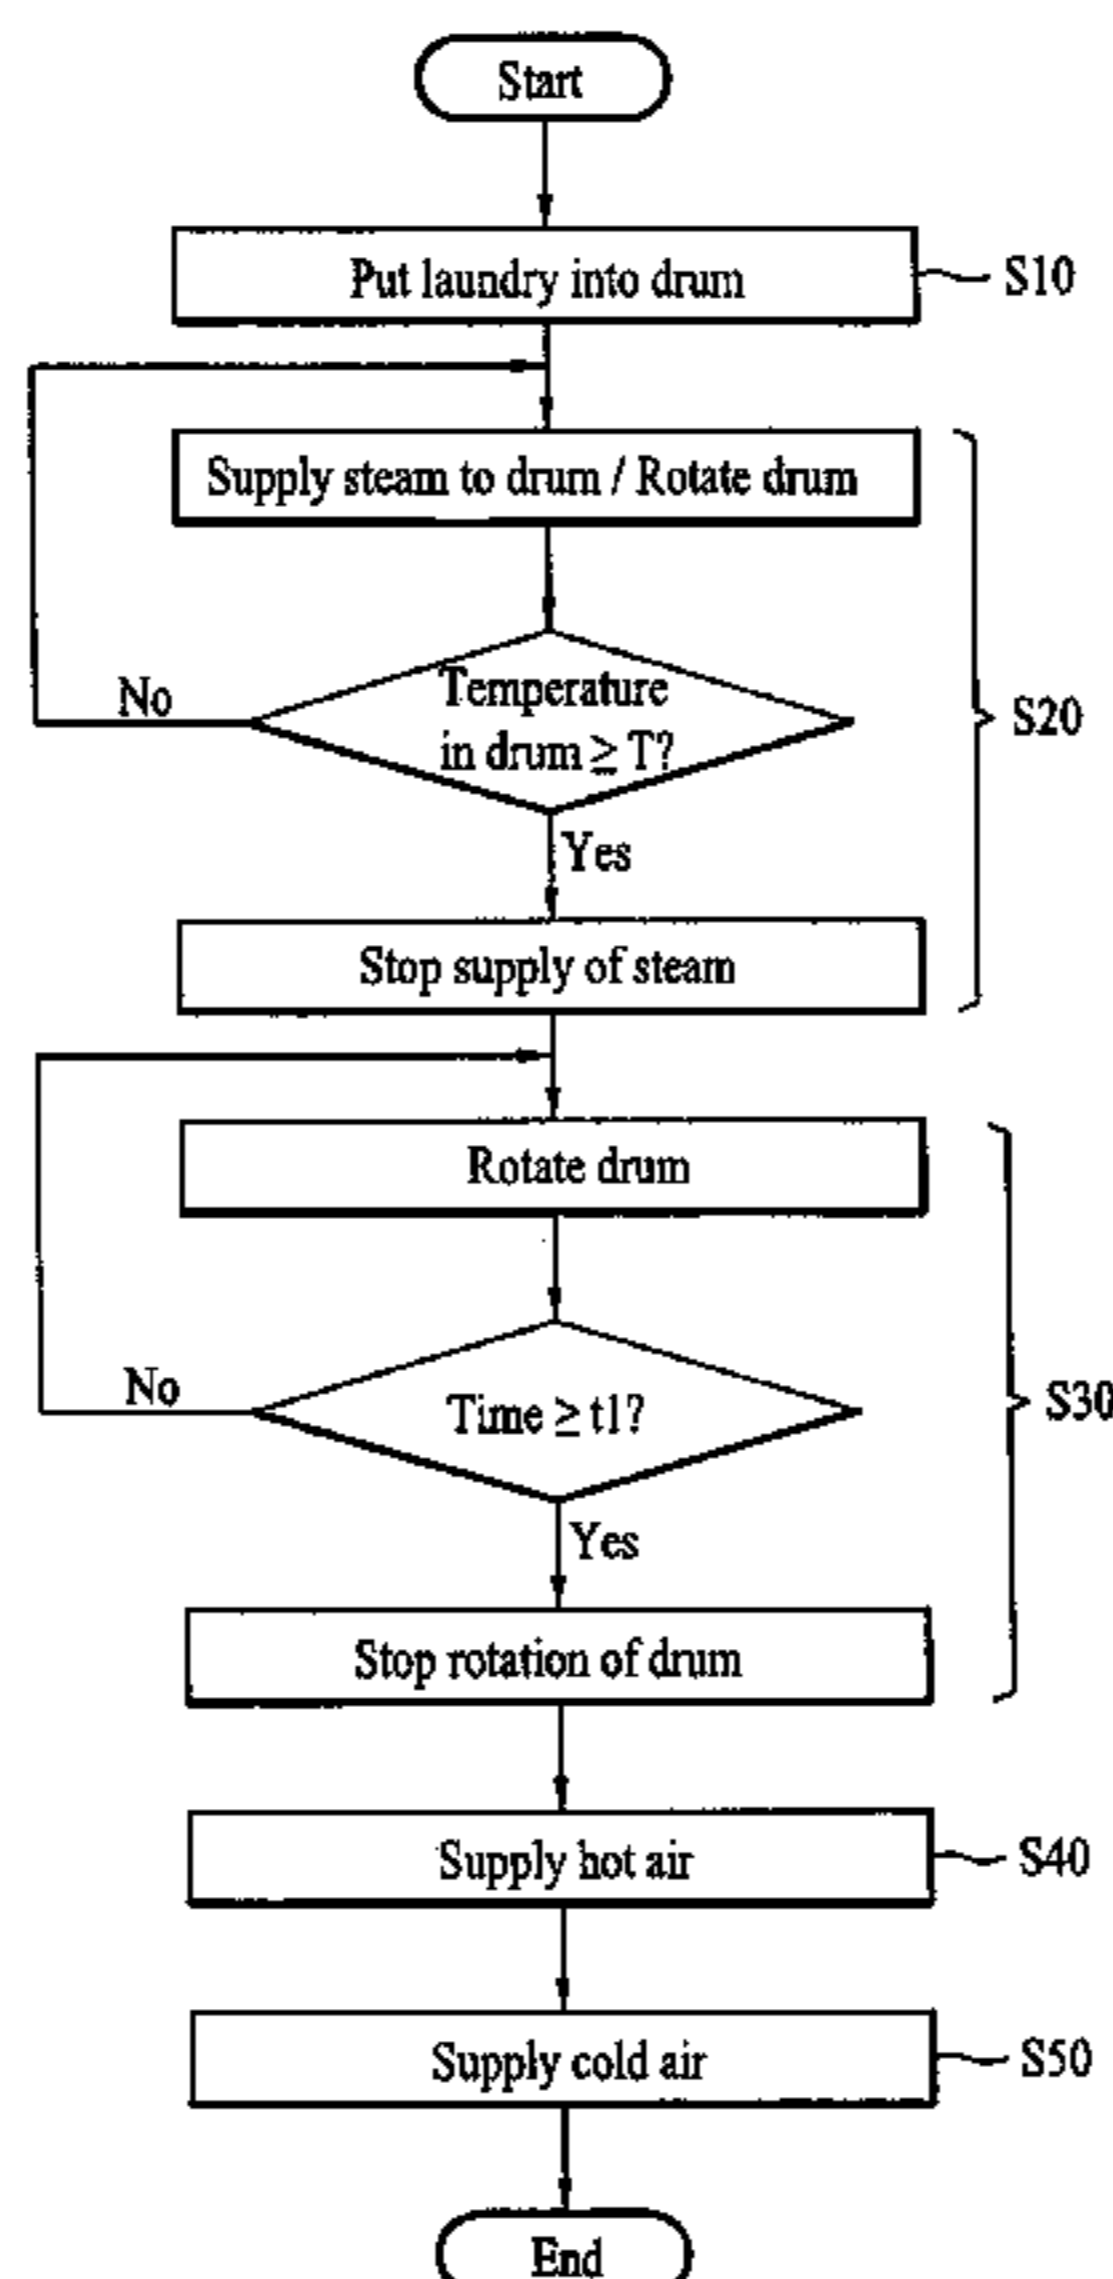 Start
Put laundry into drum
S10
Supply steam to drum / Rotate drum
Temperature
in drum ≥ T?
No
S20
Yes
Stop supply of steam
Rotate drum
Time ≥ t1?
No
S30
Yes
Stop rotation of drum
Supply hot air
S40
Supply cold air
S50
End